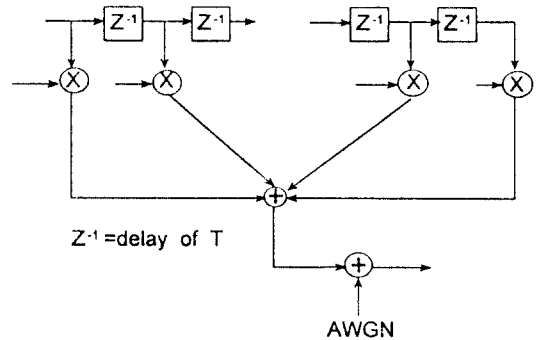 Z⁻¹ Z⁻¹ Z⁻¹ Z⁻¹
X X X X
+
Z⁻¹ =delay of T
+
AWGN